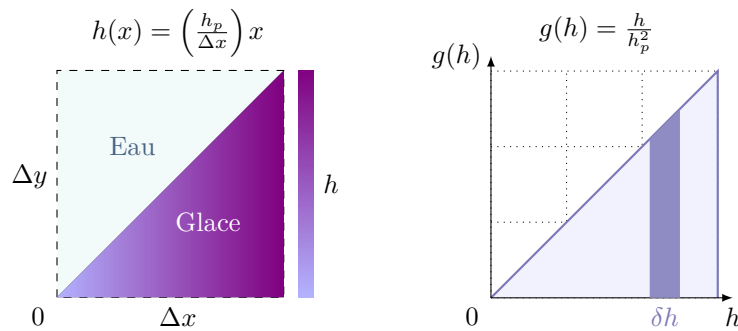 h(x) = (h_p/Δx) x
Eau
Δy
Glace
h
0
Δx
g(h) = h/h_p^2
g(h)
0
δh
h